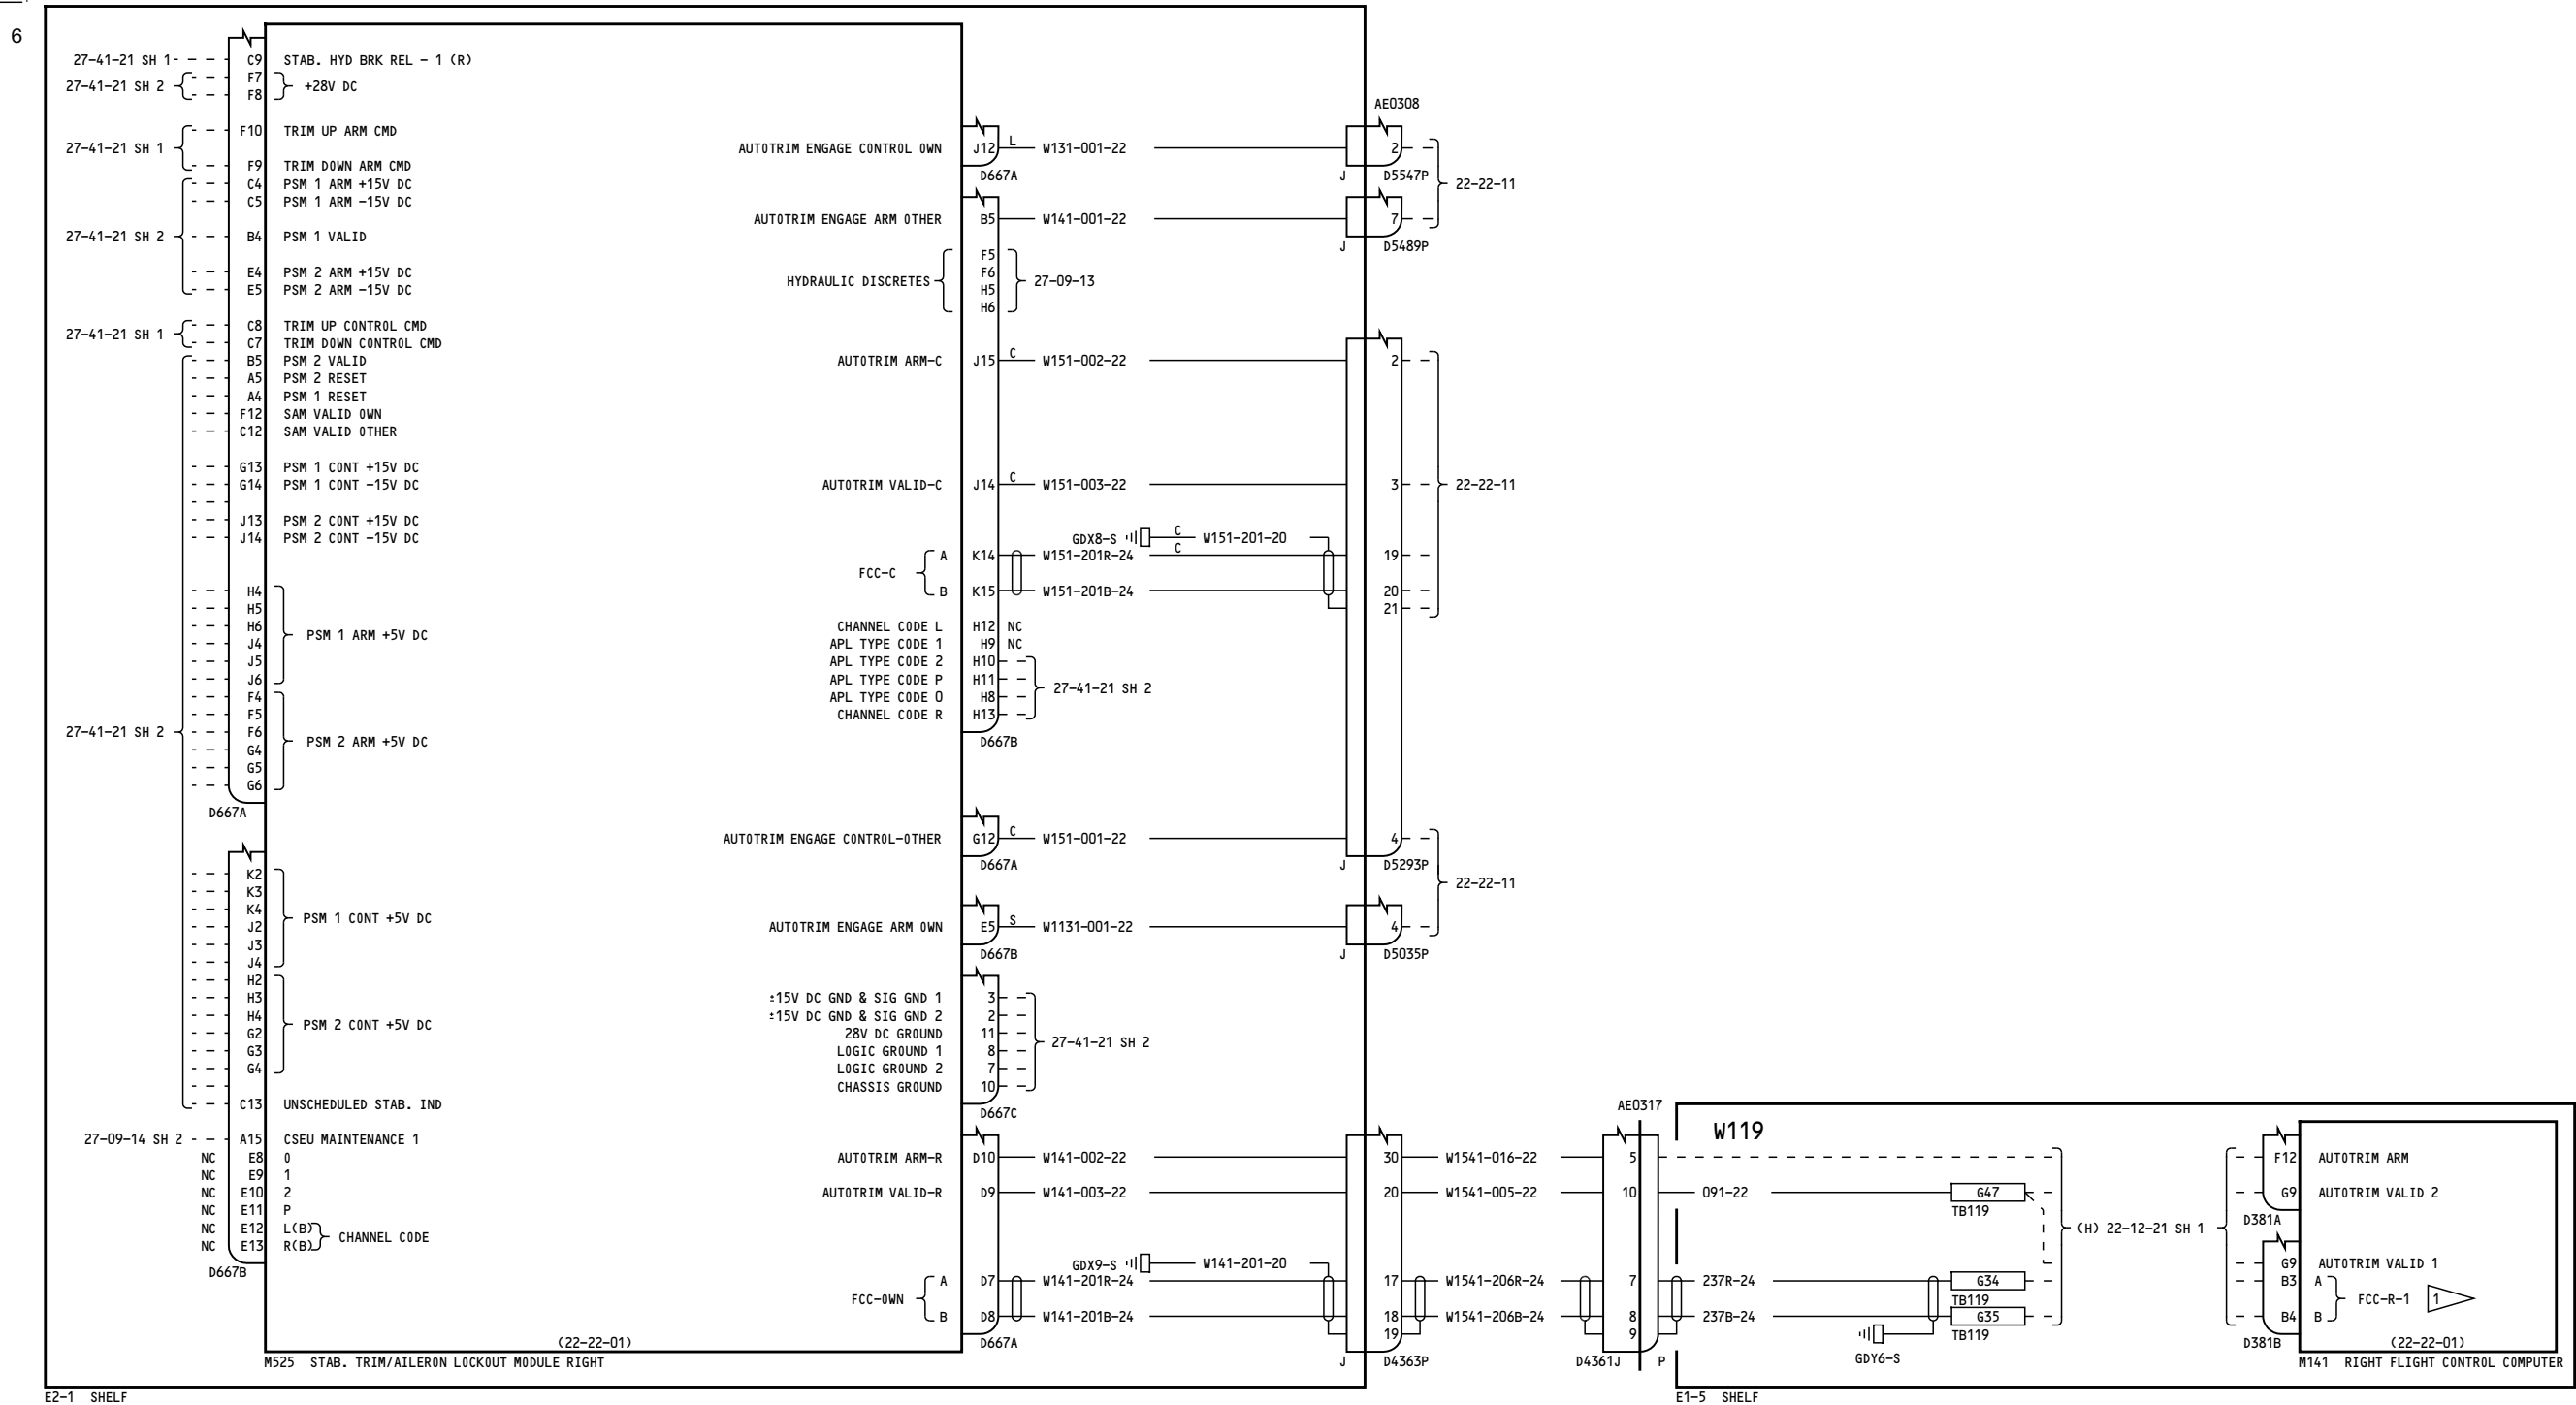 6
27-41-21 SH 1
C9 STAB. HYD BRK REL - 1 (R)
27-41-21 SH 2
F7
F8
+28V DC
27-41-21 SH 1
F10 TRIM UP ARM CMD
F9 TRIM DOWN ARM CMD
27-41-21 SH 2
C4 PSM 1 ARM +15V DC
C5 PSM 1 ARM -15V DC
B4 PSM 1 VALID
E4 PSM 2 ARM +15V DC
E5 PSM 2 ARM -15V DC
27-41-21 SH 1
C8 TRIM UP CONTROL CMD
C7 TRIM DOWN CONTROL CMD
B5 PSM 2 VALID
A5 PSM 2 RESET
A4 PSM 1 RESET
F12 SAM VALID OWN
C12 SAM VALID OTHER
G13 PSM 1 CONT +15V DC
G14 PSM 1 CONT -15V DC
J13 PSM 2 CONT +15V DC
J14 PSM 2 CONT -15V DC
H4
H5
H6
J4
J5
J6
PSM 1 ARM +5V DC
27-41-21 SH 2
F4
F5
F6
G4
G5
G6
PSM 2 ARM +5V DC
D667A
K2
K3
K4
J2
J3
J4
PSM 1 CONT +5V DC
H2
H3
H4
G2
G3
G4
PSM 2 CONT +5V DC
C13 UNSCHEDULED STAB. IND
27-09-14 SH 2
A15 CSEU MAINTENANCE 1
NC E8 0
NC E9 1
NC E10 2
NC E11 P
NC E12 L(B)
NC E13 R(B)
CHANNEL CODE
D667B
AUTOTRIM ENGAGE CONTROL OWN J12 L W131-001-22
D667A
AE0308
2
J D5547P
22-22-11
AUTOTRIM ENGAGE ARM OTHER B5 W141-001-22
7
J D5489P
HYDRAULIC DISCRETES
F5
F6
H5
H6
27-09-13
AUTOTRIM ARM-C J15 C W151-002-22 2
AUTOTRIM VALID-C J14 C W151-003-22 3
22-22-11
GDX8-S C W151-201-20
FCC-C
A K14 W151-201R-24 C 19
B K15 W151-201B-24 20
21
CHANNEL CODE L H12 NC
APL TYPE CODE 1 H9 NC
APL TYPE CODE 2 H10
APL TYPE CODE P H11
APL TYPE CODE 0 H8
CHANNEL CODE R H13
27-41-21 SH 2
D667B
AUTOTRIM ENGAGE CONTROL-OTHER G12 C W151-001-22 4
D667A
J D5293P
22-22-11
AUTOTRIM ENGAGE ARM OWN E5 S W1131-001-22 4
D667B
J D5035P
±15V DC GND & SIG GND 1 3
±15V DC GND & SIG GND 2 2
28V DC GROUND 11
LOGIC GROUND 1 8
LOGIC GROUND 2 7
CHASSIS GROUND 10
27-41-21 SH 2
D667C
AUTOTRIM ARM-R D10 W141-002-22 30 W1541-016-22 5
AUTOTRIM VALID-R D9 W141-003-22 20 W1541-005-22 10 091-22 G47
TB119
GDX9-S W141-201-20
FCC-OWN
A D7 W141-201R-24 17 W1541-206R-24 7 237R-24 G34
TB119
B D8 W141-201B-24 18 W1541-206B-24 8 237B-24 G35
TB119
19 9
GDY6-S
D667A
J D4363P
D4361J P
AE0317
W119
(H) 22-12-21 SH 1
F12 AUTOTRIM ARM
G9 AUTOTRIM VALID 2
D381A
G9 AUTOTRIM VALID 1
B3 A
B4 B
FCC-R-1 1
D381B
(22-22-01)
M141 RIGHT FLIGHT CONTROL COMPUTER
(22-22-01)
M525 STAB. TRIM/AILERON LOCKOUT MODULE RIGHT
E2-1 SHELF
E1-5 SHELF